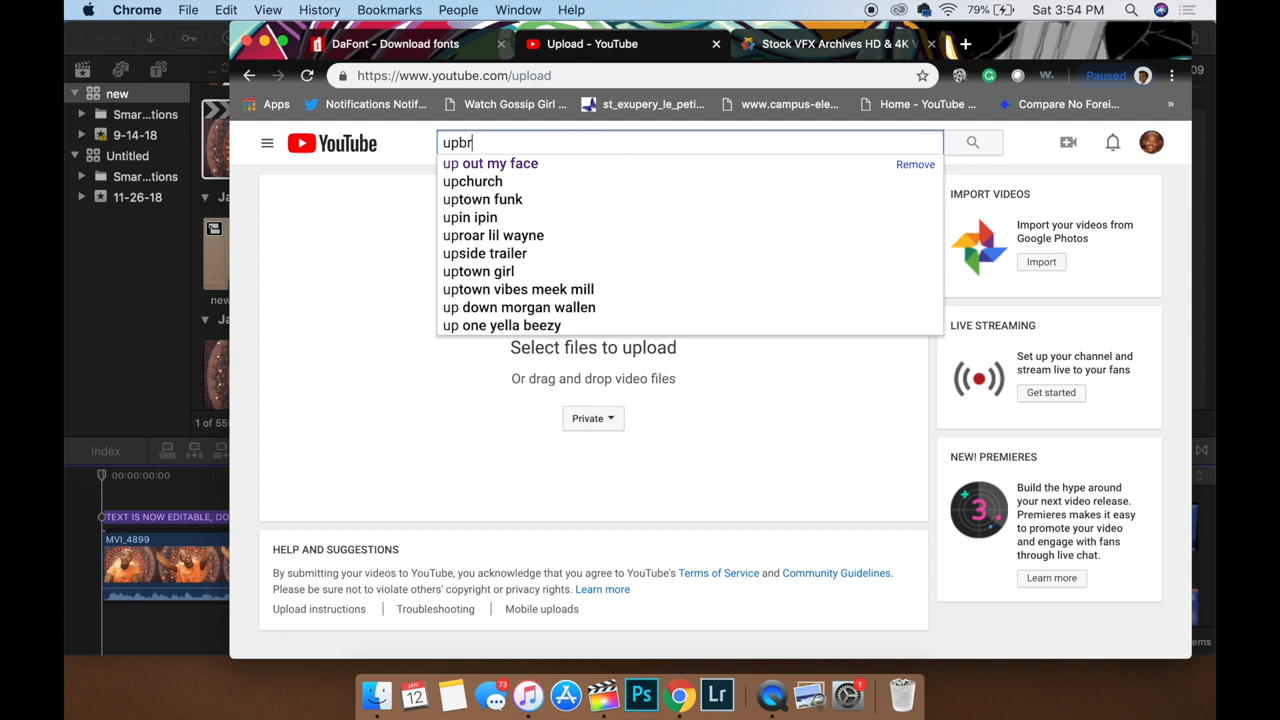 Chrome File Edit View History Bookmarks People Window Help 79% Sat 3:54 PM
DaFont - Download fonts Upload - YouTube Stock VFX Archives HD & 4K V
https://www.youtube.com/upload Paused
Apps Notifications Notif... Watch Gossip Girl ... st_exupery_le_peti... www.campus-ele... Home - YouTube ... Compare No Forei... »
new
Smar...tions
9-14-18
Untitled
Smar...tions
11-26-18
Ja
new
Ja
1 of 55
09
YouTube
upbr
up out my face Remove
upchurch
uptown funk
upin ipin
uproar lil wayne
upside trailer
uptown girl
uptown vibes meek mill
up down morgan wallen
up one yella beezy
Select files to upload
Or drag and drop video files
Private
IMPORT VIDEOS
Import your videos from
Google Photos
Import
LIVE STREAMING
Set up your channel and
stream live to your fans
Get started
NEW! PREMIERES
3
Build the hype around
your next video release.
Premieres makes it easy
to promote your video
and engage with fans
through live chat.
Learn more
HELP AND SUGGESTIONS
By submitting your videos to YouTube, you acknowledge that you agree to YouTube's Terms of Service and Community Guidelines.
Please be sure not to violate others' copyright or privacy rights. Learn more
Upload instructions Troubleshooting Mobile uploads
Index
00:00:00:00
TEXT IS NOW EDITABLE, DO
MVI_4899
ems
JAN
12
73
Ps
Lr
1